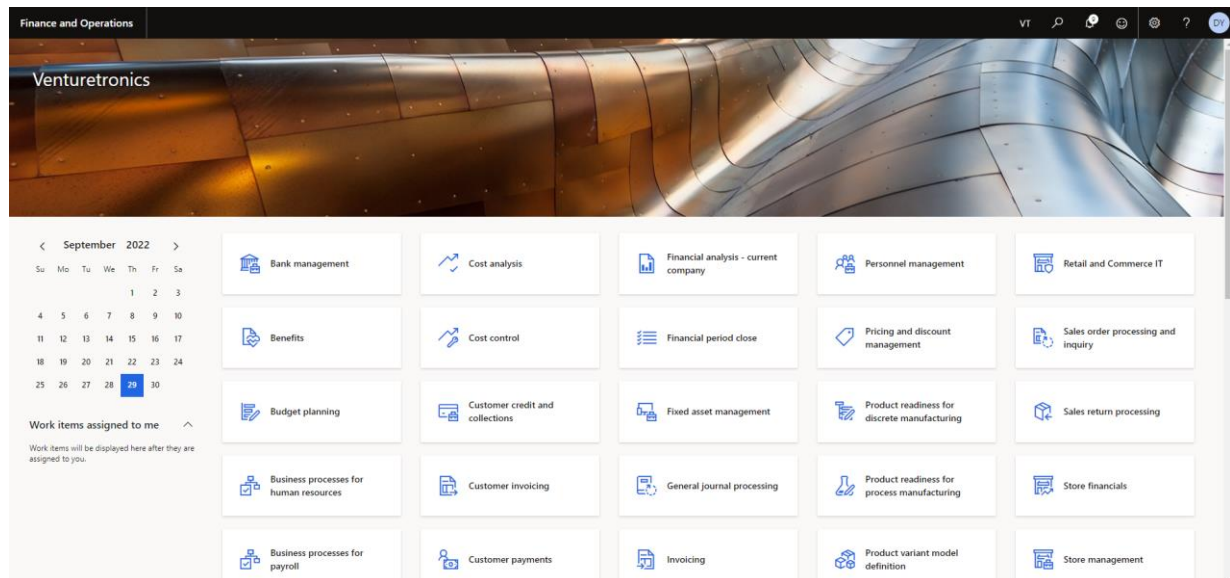 Finance and Operations
VT
?
DY
Venturetronics
September 2022
Su Mo Tu We Th Fr Sa
1 2 3
4 5 6 7 8 9 10
11 12 13 14 15 16 17
18 19 20 21 22 23 24
25 26 27 28 29 30
Work items assigned to me
Work items will be displayed here after they are
assigned to you.
Bank management
Cost analysis
Financial analysis - current
company
Personnel management
Retail and Commerce IT
Benefits
Cost control
Financial period close
Pricing and discount
management
Sales order processing and
inquiry
Budget planning
Customer credit and
collections
Fixed asset management
Product readiness for
discrete manufacturing
Sales return processing
Business processes for
human resources
Customer invoicing
General journal processing
Product readiness for
process manufacturing
Store financials
Business processes for
payroll
Customer payments
Invoicing
Product variant model
definition
Store management